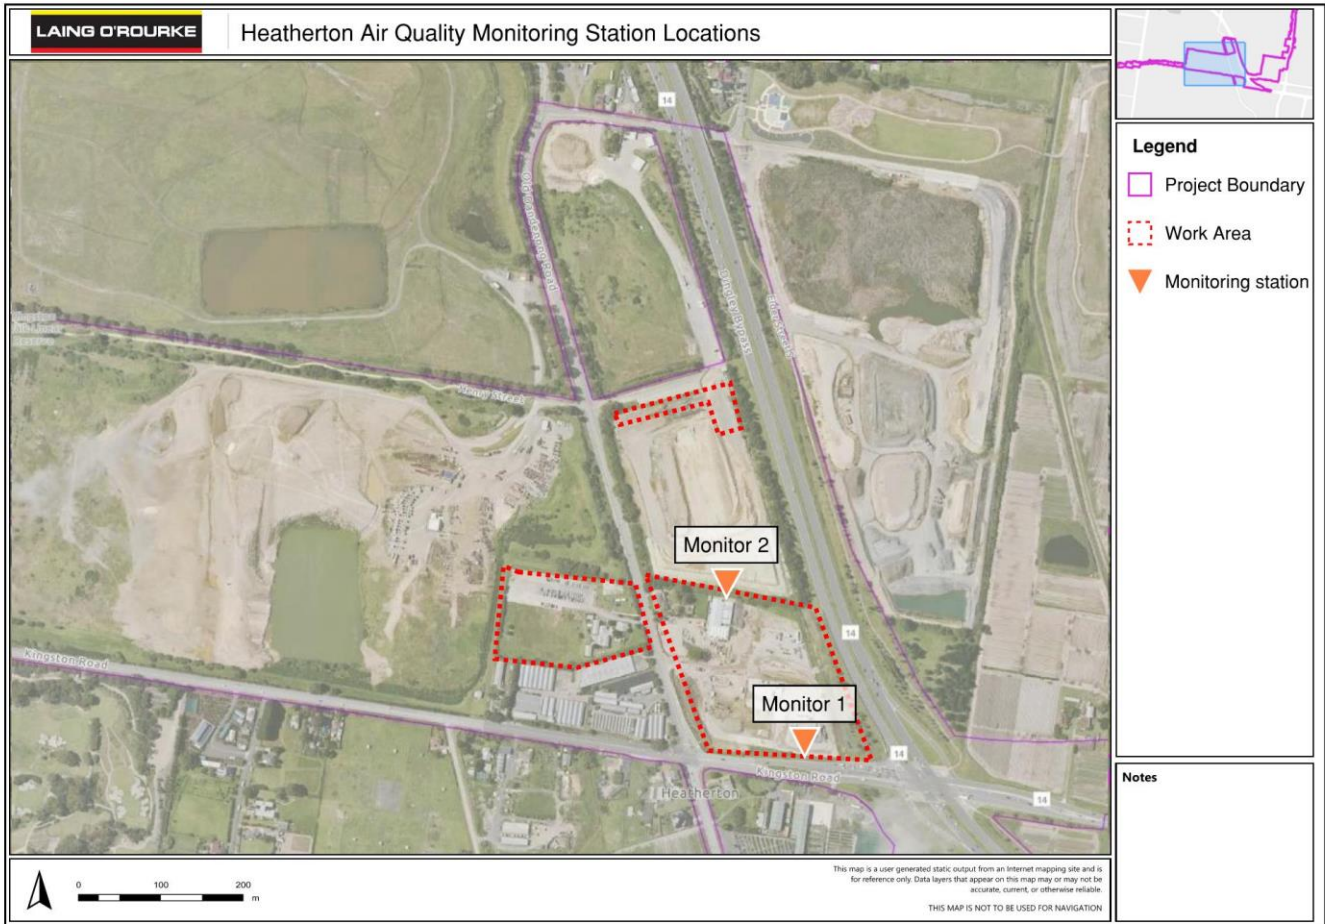 LAING O'ROURKE
Heatherton Air Quality Monitoring Station Locations
14
Old Dandenong Road
Dingley Bypass
Henry Street
Monitor 2
14
Kingston Road
Monitor 1
14
Kingston Road
Heatherton
14
Legend
Project Boundary
Work Area
Monitoring station
Notes
0 100 200
m
This map is a user generated static output from an Internet mapping site and is
for reference only. Data layers that appear on this map may or may not be
accurate, current, or otherwise reliable.
THIS MAP IS NOT TO BE USED FOR NAVIGATION